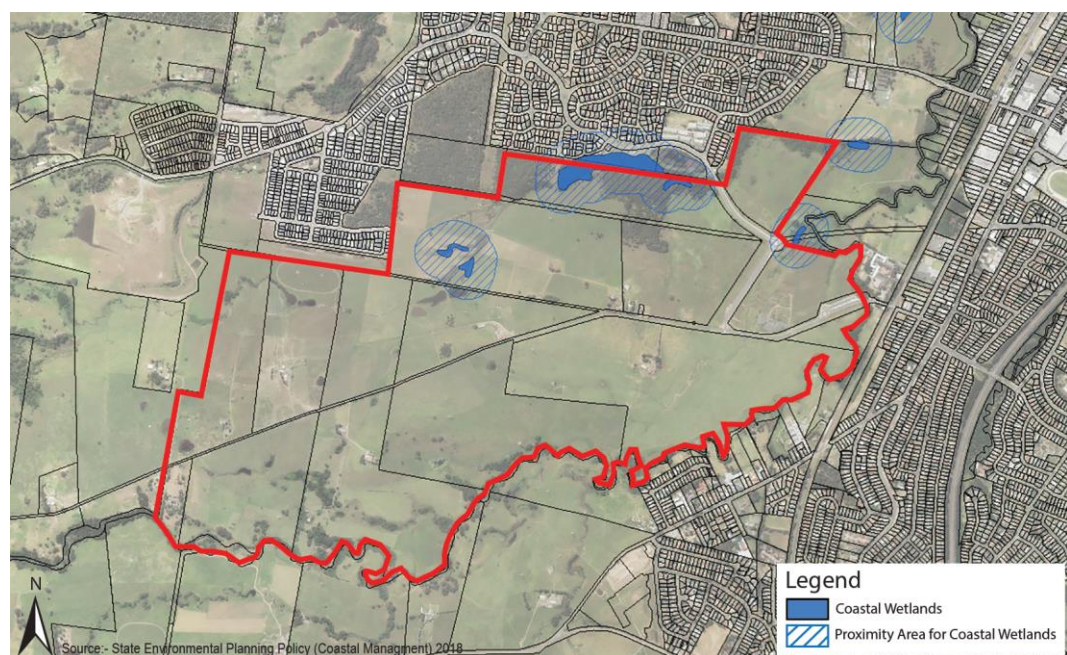 Legend
Coastal Wetlands
Proximity Area for Coastal Wetlands
N
Source:- State Environmental Planning Policy (Coastal Managment) 2018